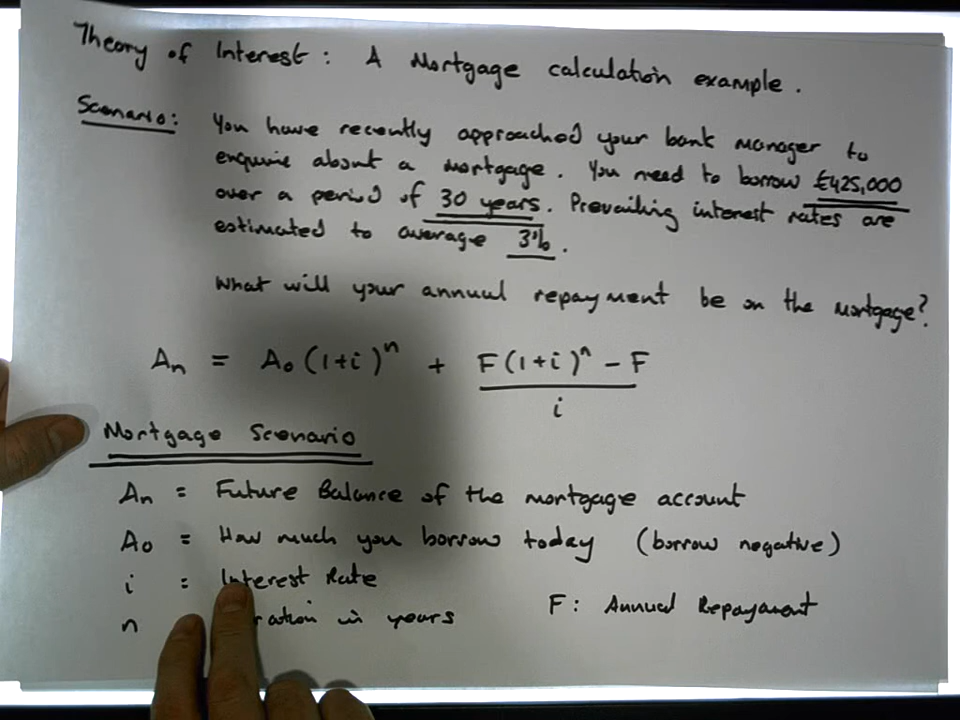 Theory of Interest: A Mortgage calculation example.
Scenario: You have recently approached your bank manager to
enquire about a mortgage. You need to borrow £425,000
over a period of 30 years. Prevailing interest rates are
estimated to average 3%.
What will your annual repayment be on the mortgage?
An = A0 (1+i)^n + F(1+i)^n - F
i
Mortgage Scenario
An = Future Balance of the mortgage account
A0 = How much you borrow today (borrow negative)
i = Interest Rate
n ration in years F: Annual Repayment